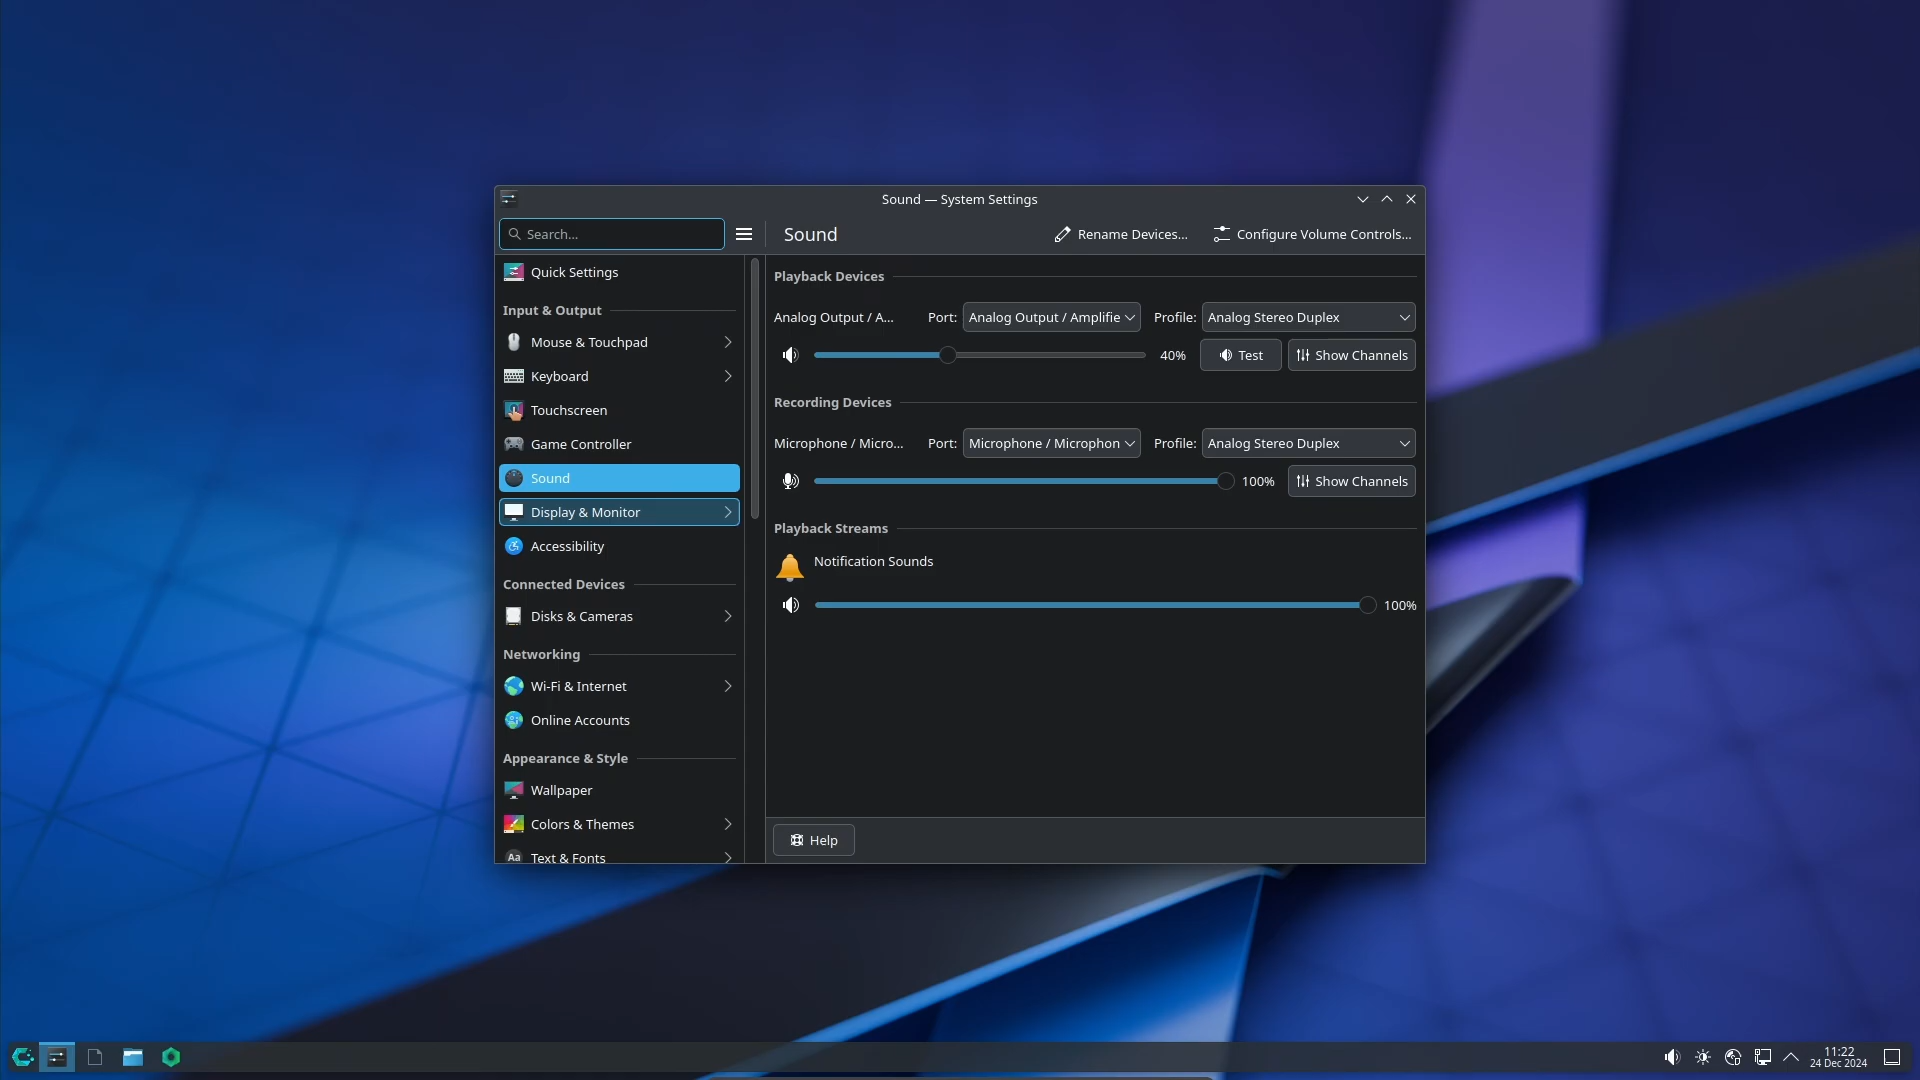 Sound — System Settings
Search...
Sound
Rename Devices...
Configure Volume Controls...
Quick Settings
Input & Output
Mouse & Touchpad
Keyboard
Touchscreen
Game Controller
Sound
Display & Monitor
Accessibility
Connected Devices
Disks & Cameras
Networking
Wi-Fi & Internet
Online Accounts
Appearance & Style
Wallpaper
Colors & Themes
Aa Text & Fonts
Playback Devices
Analog Output / A... Port: Analog Output / Amplifie Profile: Analog Stereo Duplex
40% Test Show Channels
Recording Devices
Microphone / Micro... Port: Microphone / Microphon Profile: Analog Stereo Duplex
100% Show Channels
Playback Streams
Notification Sounds
100%
Help
11:22
24 Dec 2024